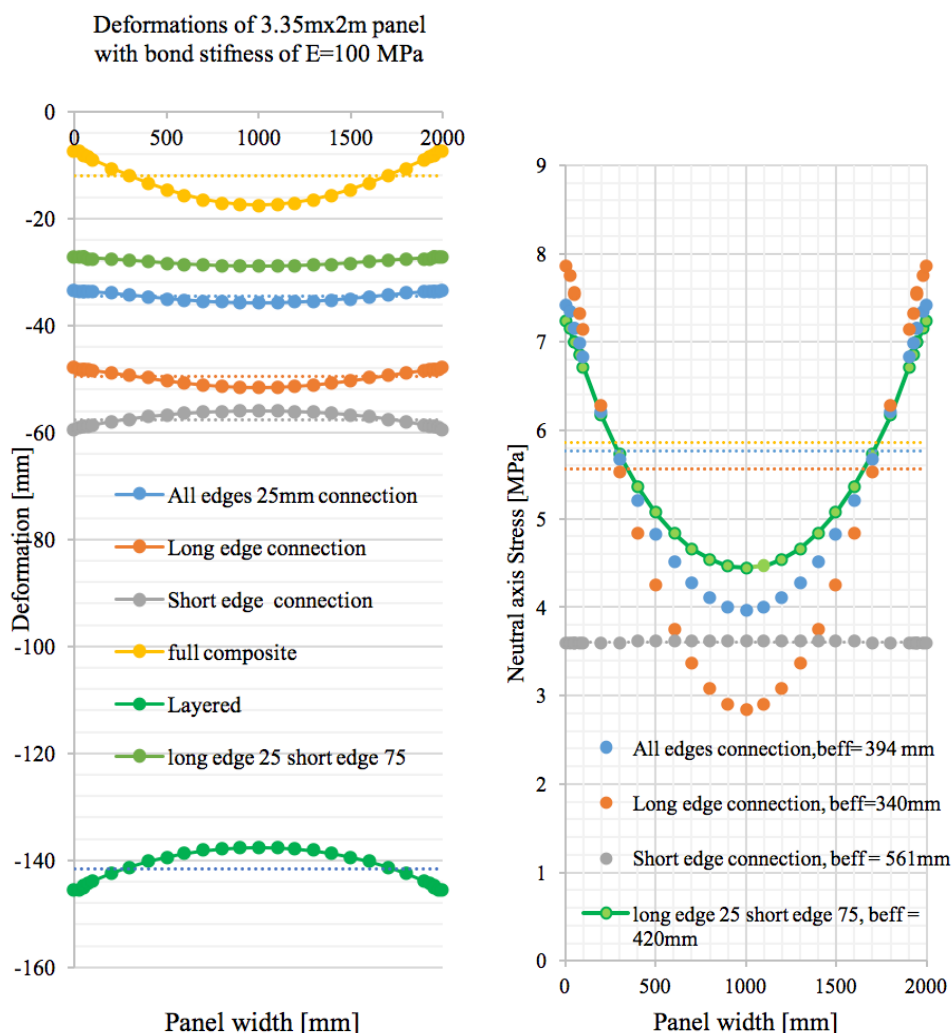 Deformations of 3.35mx2m panel
with bond stifness of E=100 MPa
0
0
500
1000
1500
2000
-20
-40
-60
-80
-100
-120
-140
-160
Deformation [mm]
All edges 25mm connection
Long edge connection
Short edge connection
full composite
Layered
long edge 25 short edge 75
Panel width [mm]
9
8
7
6
5
4
3
2
1
0
Neutral axis Stress [MPa]
All edges connection,beff= 394 mm
Long edge connection, beff=340mm
Short edge connection, beff = 561mm
long edge 25 short edge 75, beff =
420mm
0
500
1000
1500
2000
Panel width [mm]